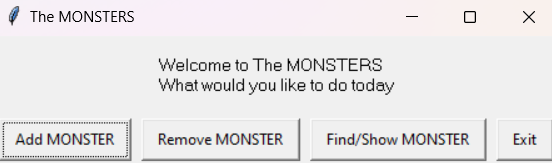 The MONSTERS
Welcome to The MONSTERS
What would you like to do today
Add MONSTER
Remove MONSTER
Find/Show MONSTER
Exit